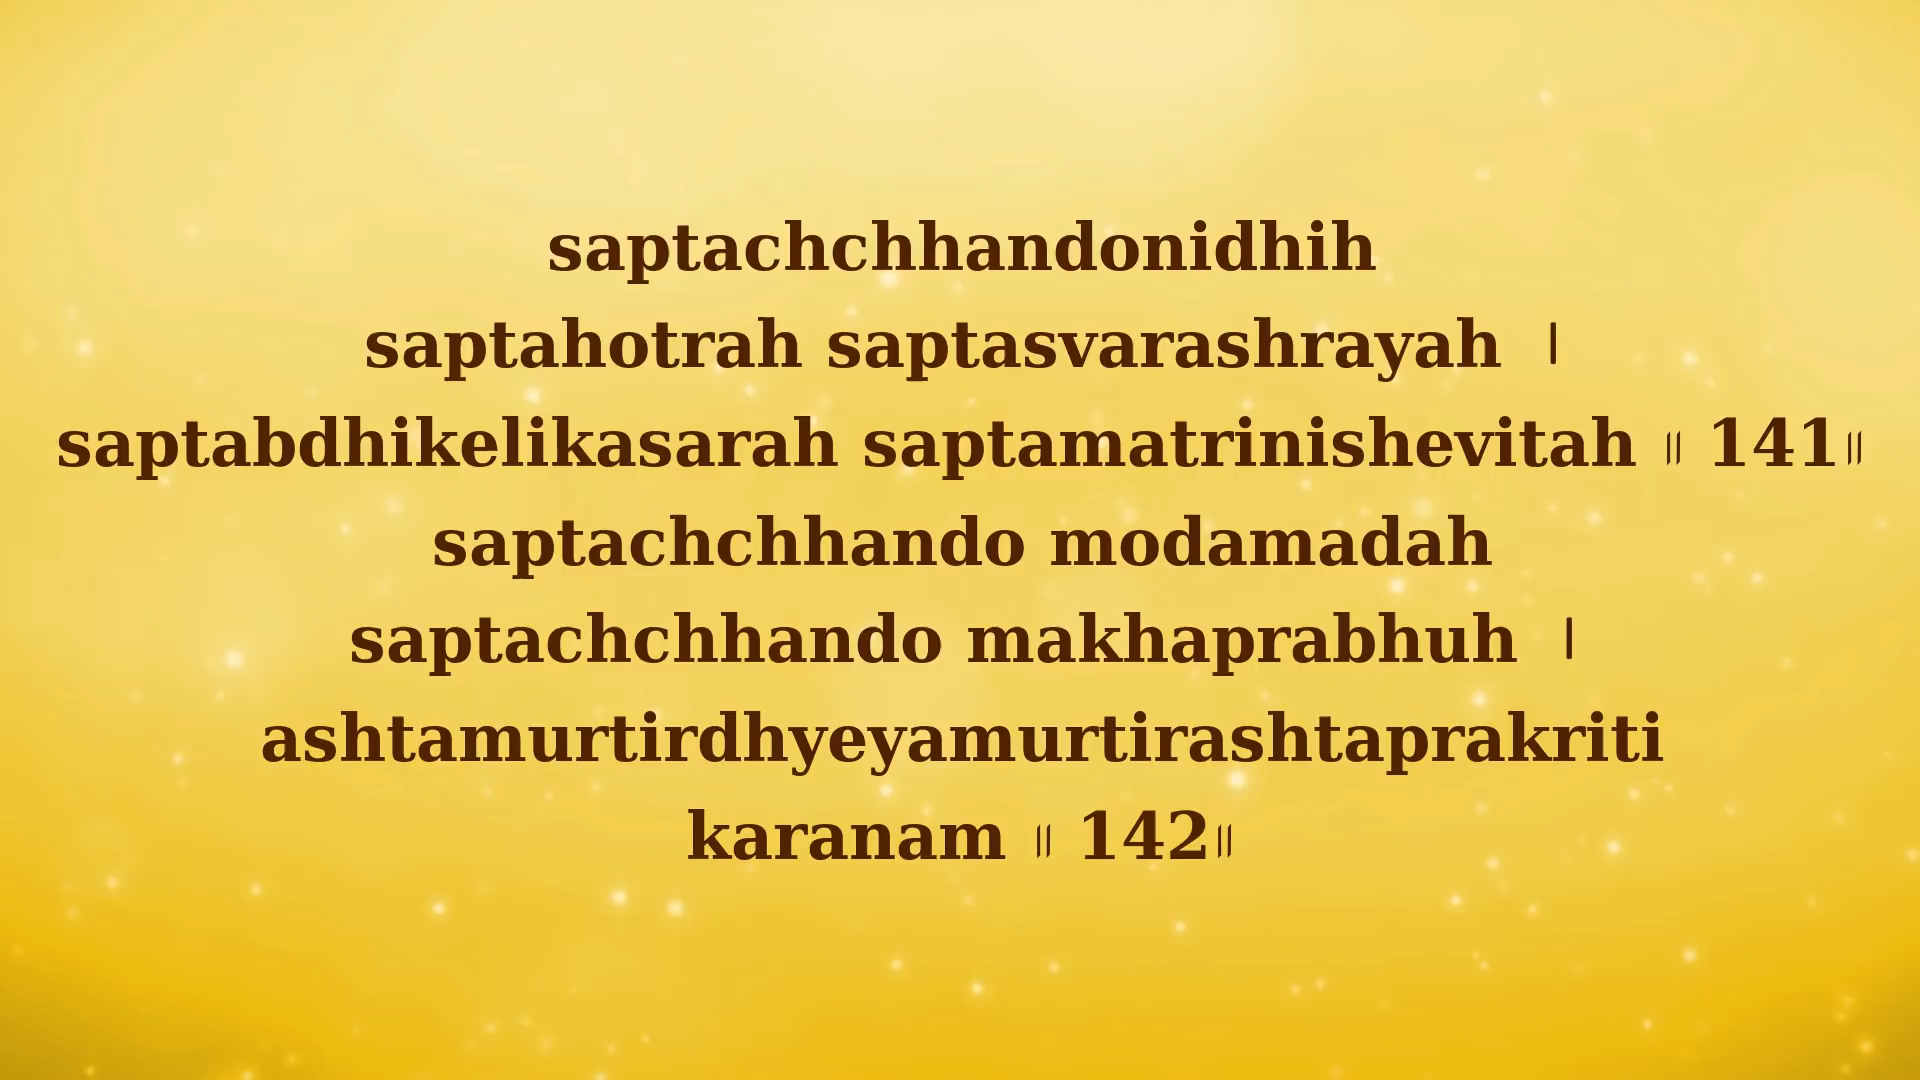 saptachchhandonidhih
saptahotrah saptasvarashrayah ।
saptabdhikelikasarah saptamatrinishevitah ॥ 141॥
saptachchhando modamadah
saptachchhando makhaprabhuh ।
ashtamurtirdhyeyamurtirashtaprakriti
karanam ॥ 142॥